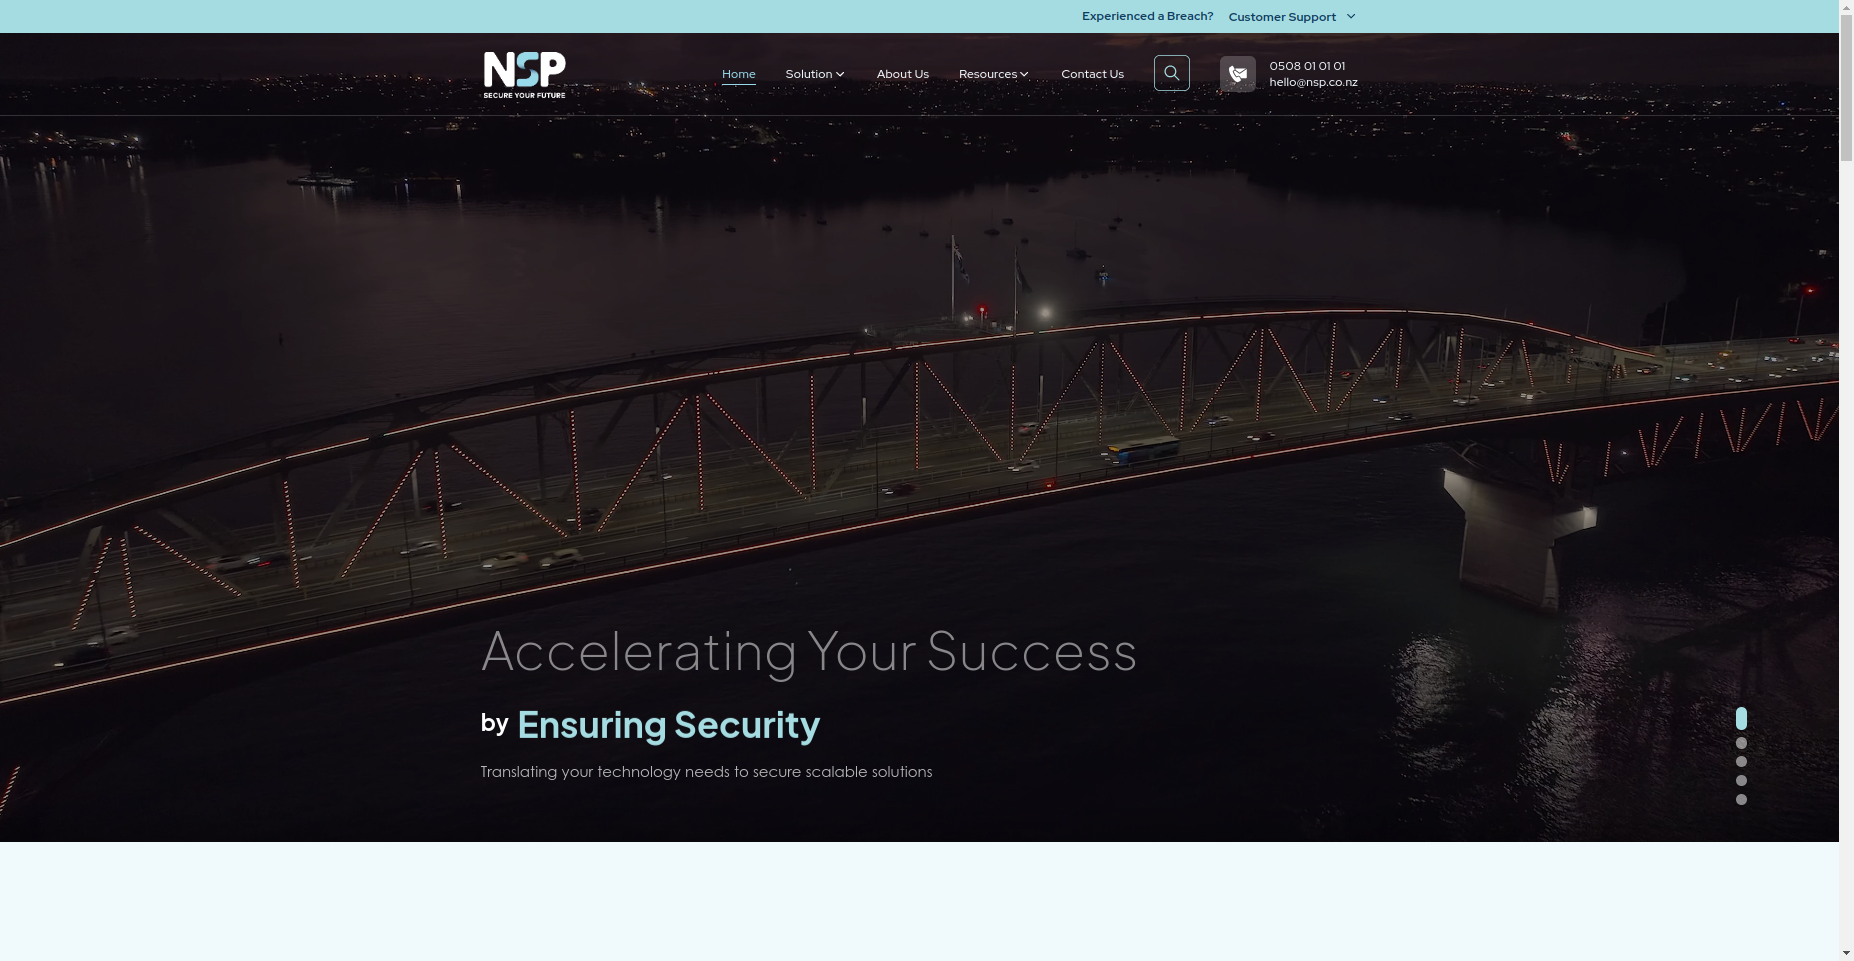 Experienced a Breach? Customer Support
NSP
SECURE YOUR FUTURE
Home Solution About Us Resources Contact Us
0508 01 01 01
hello@nsp.co.nz
Accelerating Your Success
by Ensuring Security
Translating your technology needs to secure scalable solutions